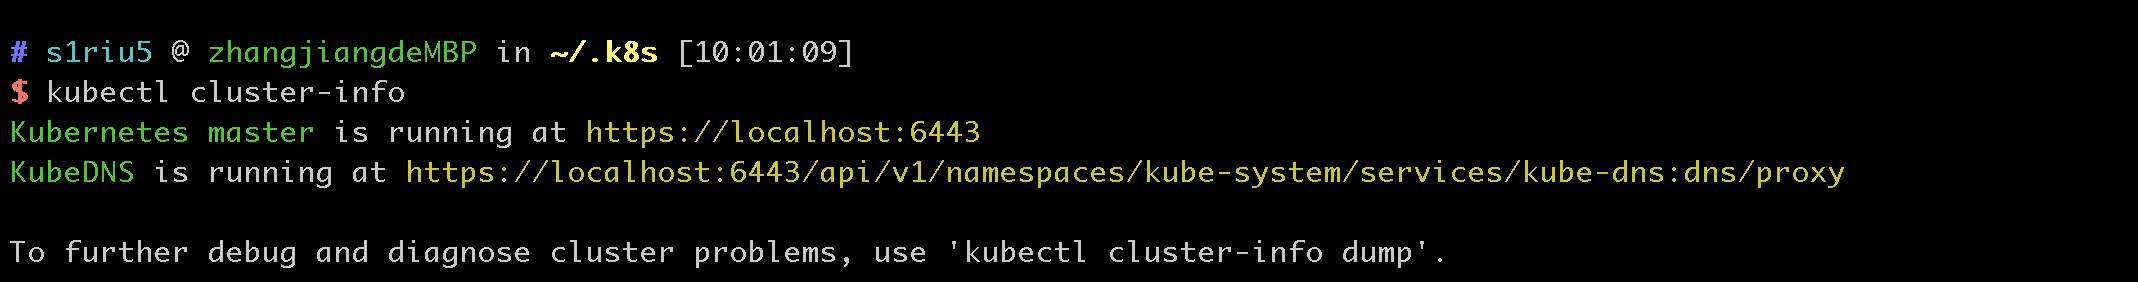 # s1riu5 @ zhangjiangdeMBP in ~/.k8s [10:01:09]
$ kubectl cluster-info
Kubernetes master is running at https://localhost:6443
KubeDNS is running at https://localhost:6443/api/v1/namespaces/kube-system/services/kube-dns:dns/proxy
To further debug and diagnose cluster problems, use 'kubectl cluster-info dump'.